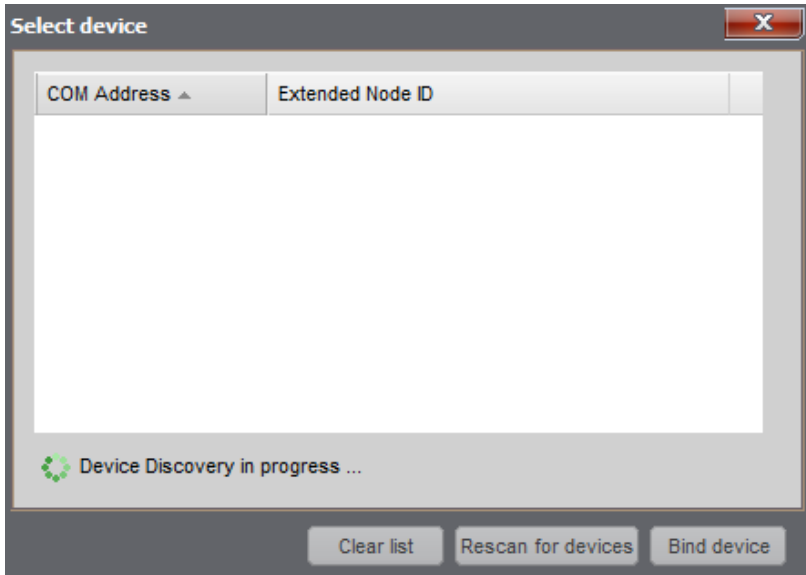 Select device
COM Address Extended Node ID
Device Discovery in progress ...
Clear list Rescan for devices Bind device